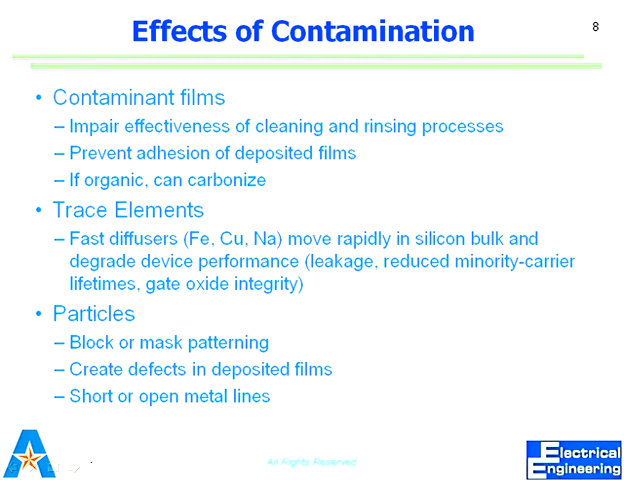 Effects of Contamination
8
• Contaminant films
– Impair effectiveness of cleaning and rinsing processes
– Prevent adhesion of deposited films
– If organic, can carbonize
• Trace Elements
– Fast diffusers (Fe, Cu, Na) move rapidly in silicon bulk and
degrade device performance (leakage, reduced minority-carrier
lifetimes, gate oxide integrity)
• Particles
– Block or mask patterning
– Create defects in deposited films
– Short or open metal lines
All Rights Reserved
Electrical
Engineering